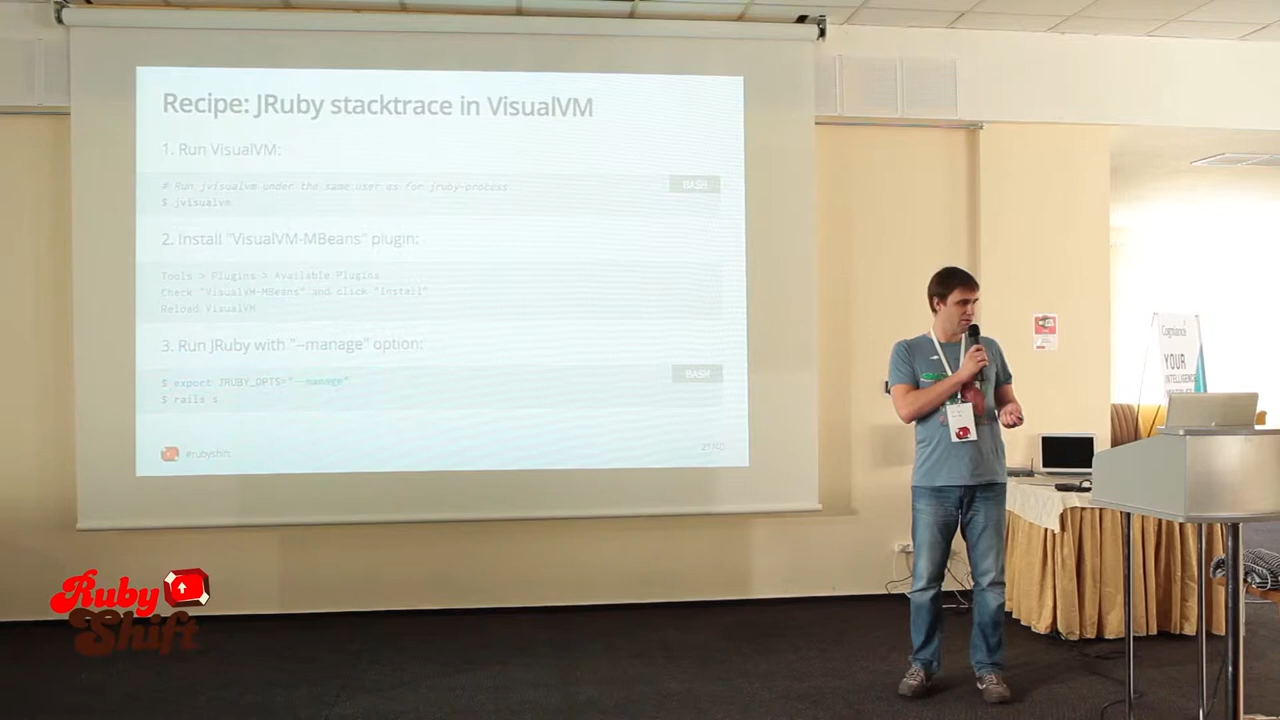 Recipe: JRuby stacktrace in VisualVM
1. Run VisualVM:
# Run jvisualvm under the same user as for jruby-process
BASH
$ jvisualvm
2. Install "VisualVM-MBeans" plugin:
Tools > Plugins > Available Plugins
Check "VisualVM-MBeans" and click "Install"
Reload VisualVM
3. Run JRuby with "--manage" option:
$ export JRUBY_OPTS="--manage"
BASH
$ rails s
#rubyshift
Cogniance
YOUR
INTELLIGENCE
Ruby
Shift